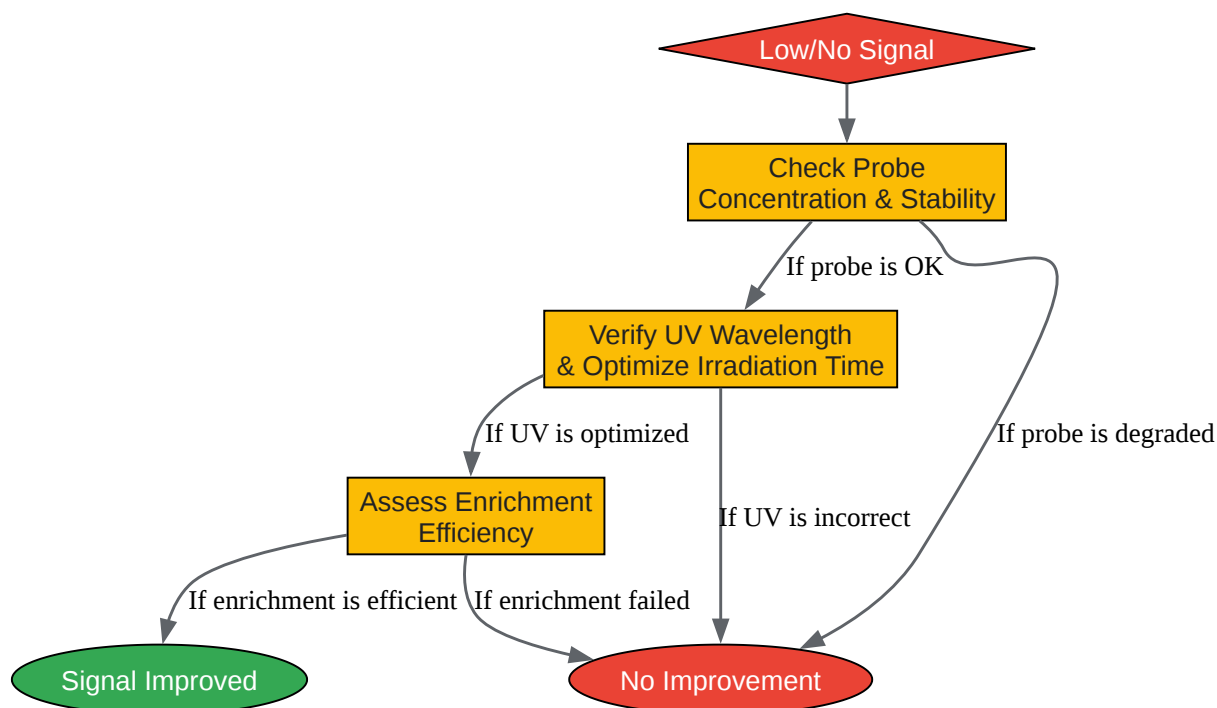 Low/No Signal
Check Probe
Concentration & Stability
If probe is OK
Verify UV Wavelength
& Optimize Irradiation Time
If UV is optimized
If probe is degraded
Assess Enrichment
Efficiency
If UV is incorrect
If enrichment is efficient
If enrichment failed
Signal Improved
No Improvement